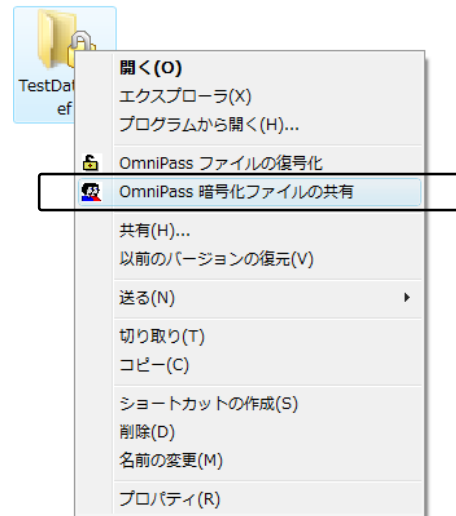 TestDat
ef
開く(O)
エクスプローラ(X)
プログラムから開く(H)...
OmniPass ファイルの復号化
OmniPass 暗号化ファイルの共有
共有(H)...
以前のバージョンの復元(V)
送る(N)
切り取り(T)
コピー(C)
ショートカットの作成(S)
削除(D)
名前の変更(M)
プロパティ(R)